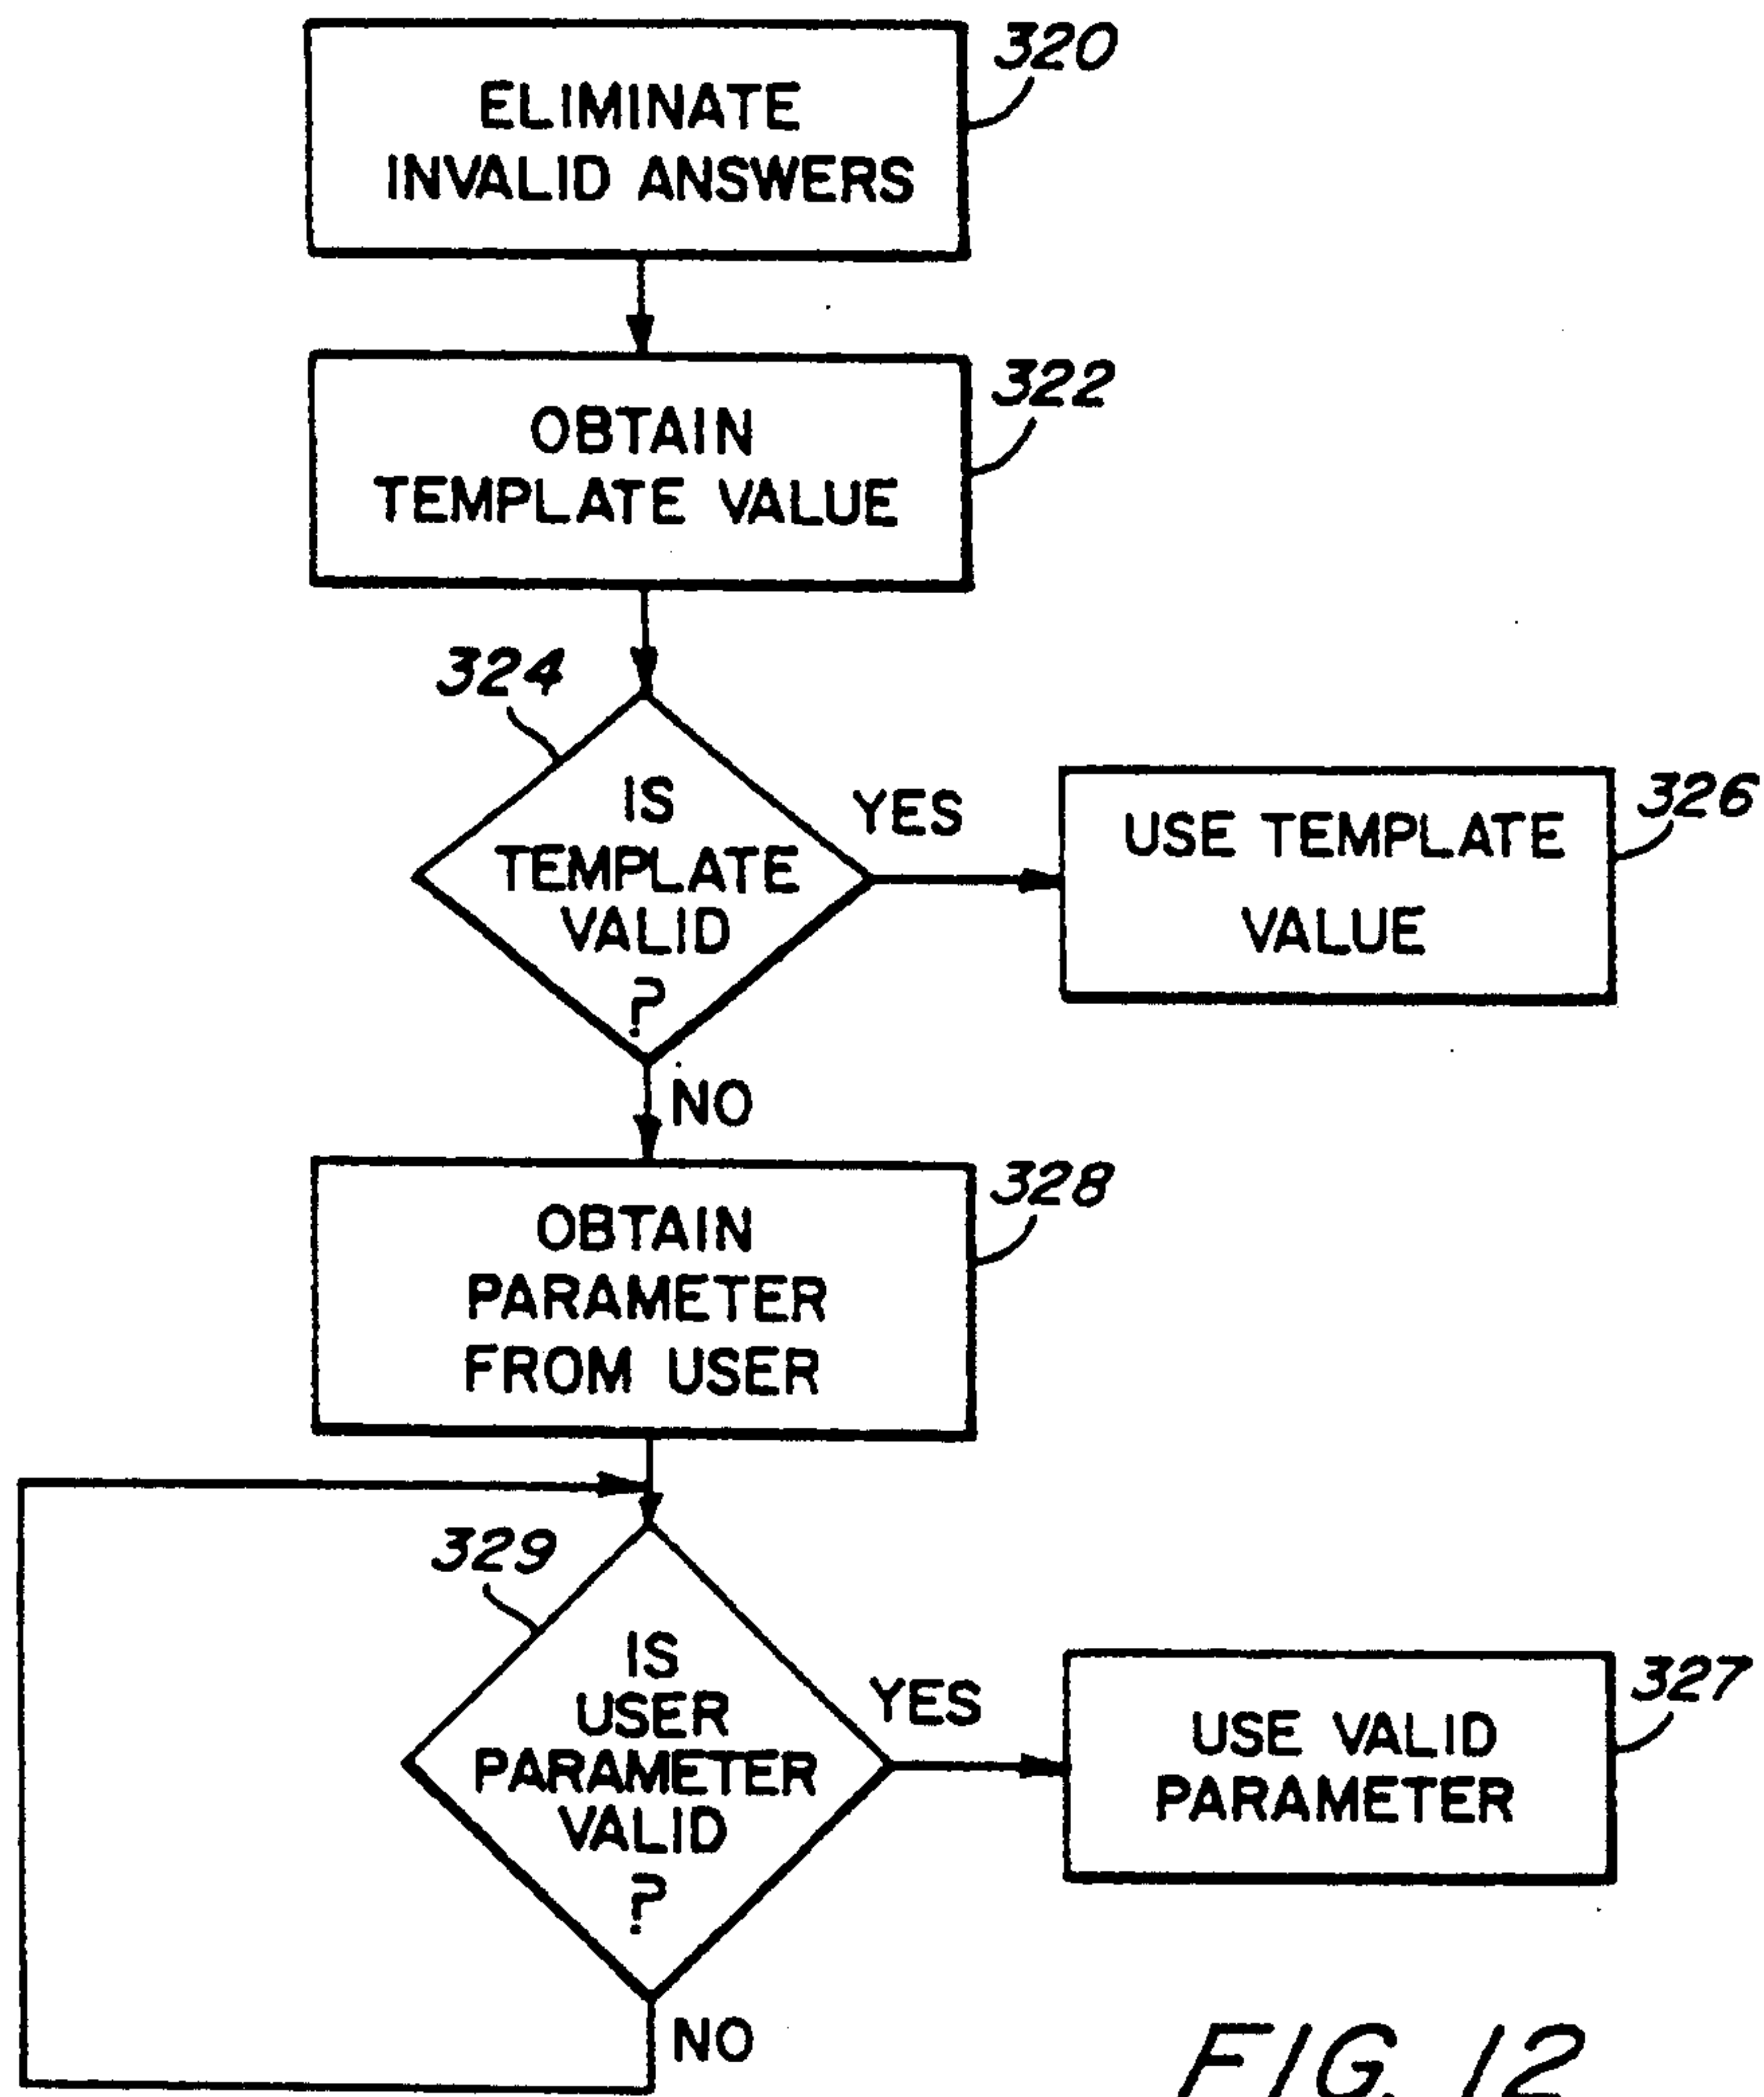 320
ELIMINATE
INVALID ANSWERS
322
OBTAIN
TEMPLATE VALUE
324
IS
TEMPLATE
VALID
?
YES
326
USE TEMPLATE
VALUE
NO
328
OBTAIN
PARAMETER
FROM USER
329
IS
USER
PARAMETER
VALID
?
YES
327
USE VALID
PARAMETER
NO
FIG. 12